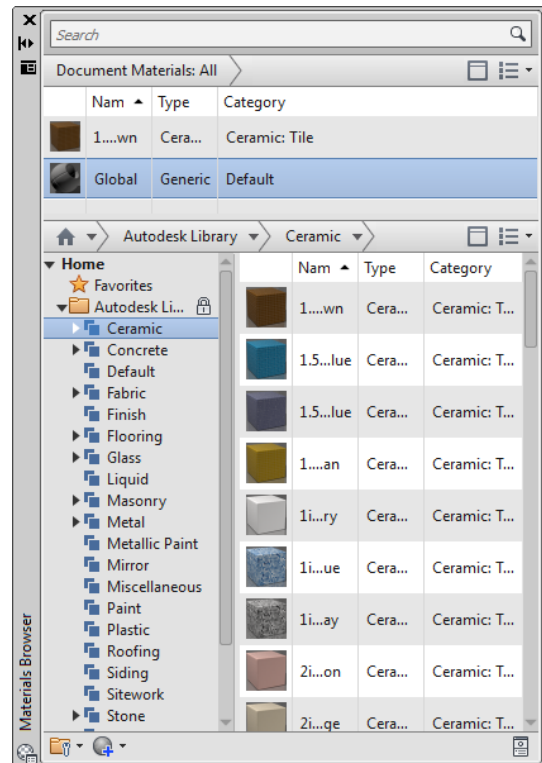 Search
Document Materials: All
Nam Type Category
1....wn Cera... Ceramic: Tile
Global Generic Default
Autodesk Library Ceramic
Home
Favorites
Autodesk Li...
Ceramic
Concrete
Default
Fabric
Finish
Flooring
Glass
Liquid
Masonry
Metal
Metallic Paint
Mirror
Miscellaneous
Paint
Plastic
Roofing
Siding
Sitework
Stone
Nam Type Category
1....wn Cera... Ceramic: T...
1.5...lue Cera... Ceramic: T...
1.5...lue Cera... Ceramic: T...
1....an Cera... Ceramic: T...
1i...ry Cera... Ceramic: T...
1i...ue Cera... Ceramic: T...
1i...ay Cera... Ceramic: T...
2i...on Cera... Ceramic: T...
2i...ge Cera... Ceramic: T...
Materials Browser